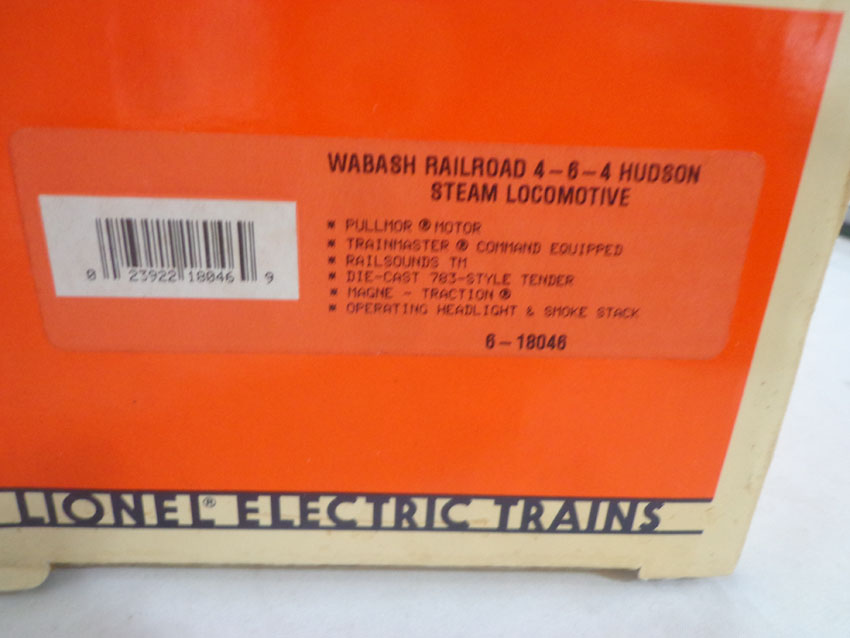 WABASH RAILROAD 4-6-4 HUDSON
STEAM LOCOMOTIVE
* PULLMOR ® MOTOR
* TRAINMASTER ® COMMAND EQUIPPED
* RAILSOUNDS TM
* DIE-CAST 783-STYLE TENDER
* MAGNE - TRACTION ®
* OPERATING HEADLIGHT & SMOKE STACK
6-18046
0 23922 18046 9
LIONEL® ELECTRIC TRAINS